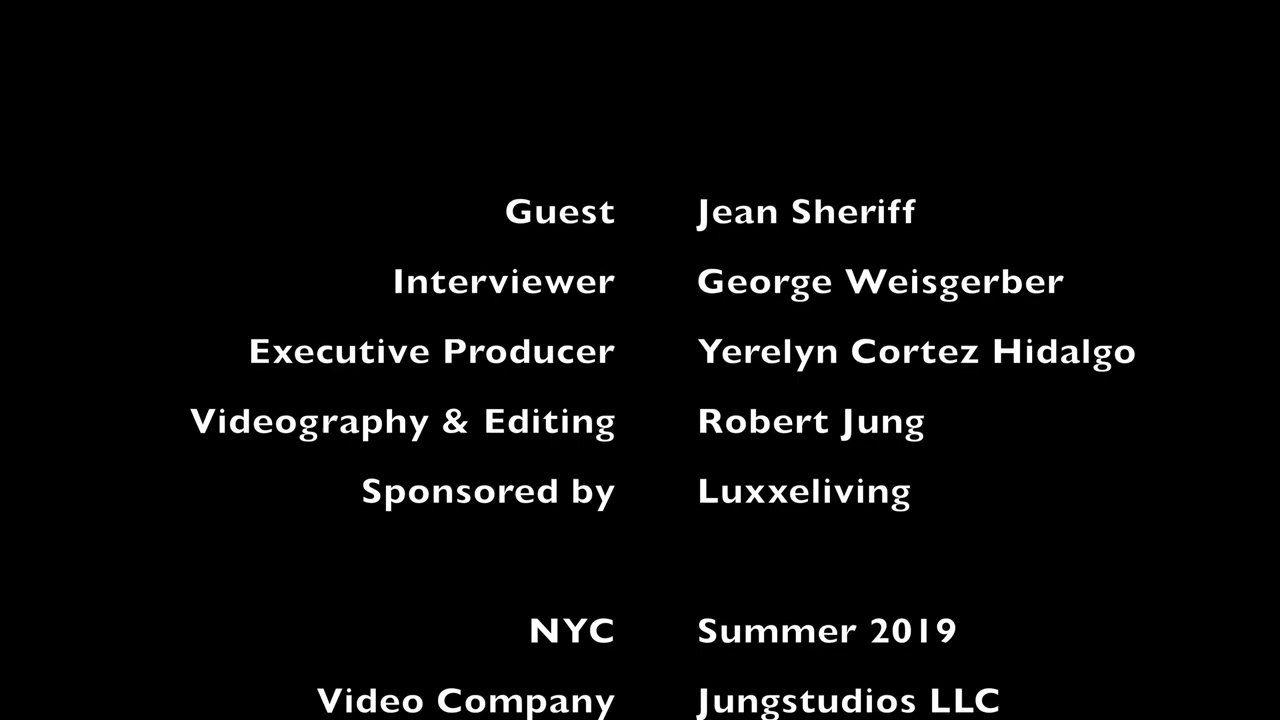 Guest Jean Sheriff
Interviewer George Weisgerber
Executive Producer Yerelyn Cortez Hidalgo
Videography & Editing Robert Jung
Sponsored by Luxxeliving
NYC Summer 2019
Video Company Jungstudios LLC